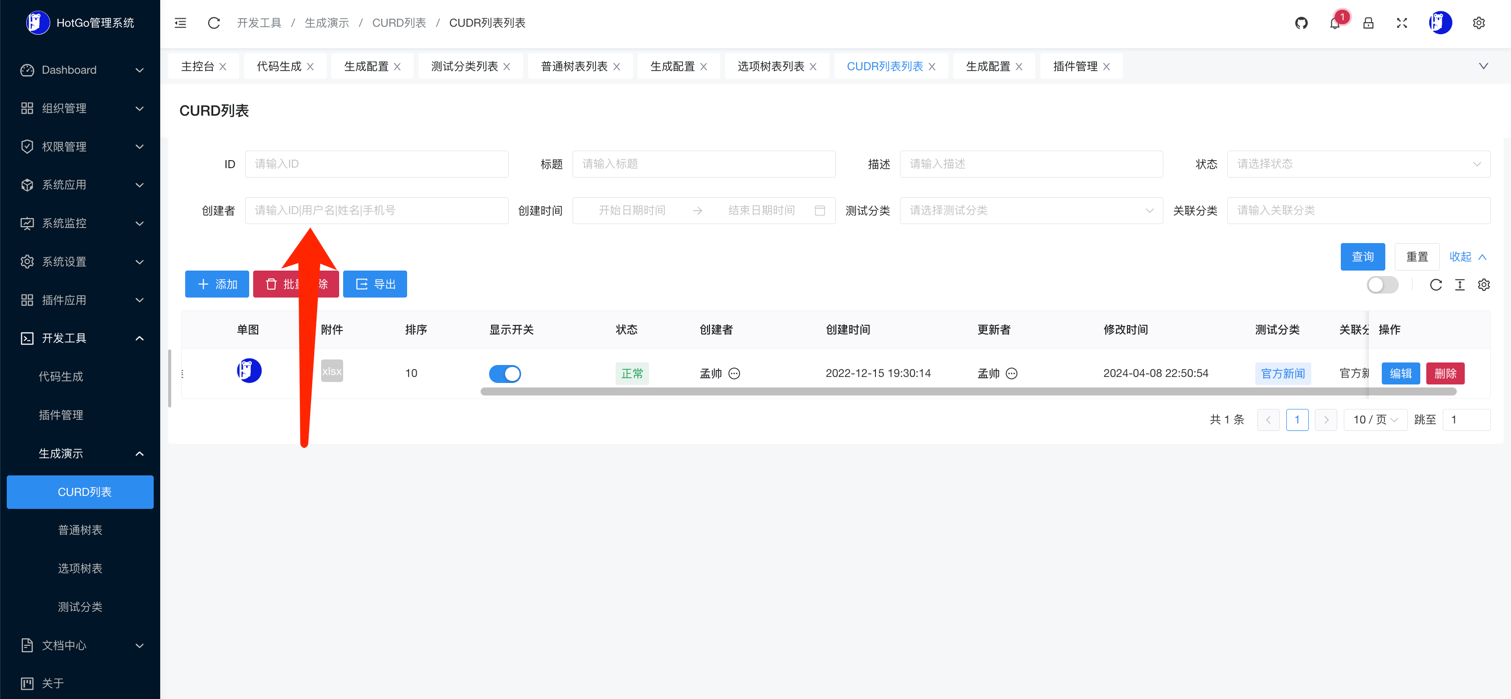 HotGo管理系统
开发工具 / 生成演示 / CURD列表 / CUDR列表列表
1
主控台
代码生成
生成配置
测试分类列表
普通树表列表
生成配置
选项树表列表
CUDR列表列表
生成配置
插件管理
Dashboard
组织管理
权限管理
系统应用
系统监控
系统设置
插件应用
开发工具
代码生成
插件管理
生成演示
CURD列表
普通树表
选项树表
测试分类
文档中心
关于
CURD列表
ID 请输入ID
标题 请输入标题
描述 请输入描述
状态 请选择状态
创建者 请输入ID|用户名|姓名|手机号
创建时间 开始日期时间 → 结束日期时间
测试分类 请选择测试分类
关联分类 请输入关联分类
查询 重置 收起
添加 批 除 导出
单图 附件 排序 显示开关 状态 创建者 创建时间 更新者 修改时间 测试分类 关联分 操作
xlsx 10 正常 孟帅 2022-12-15 19:30:14 孟帅 2024-04-08 22:50:54 官方新闻 官方新 编辑 删除
共 1 条 1 10 / 页 跳至 1